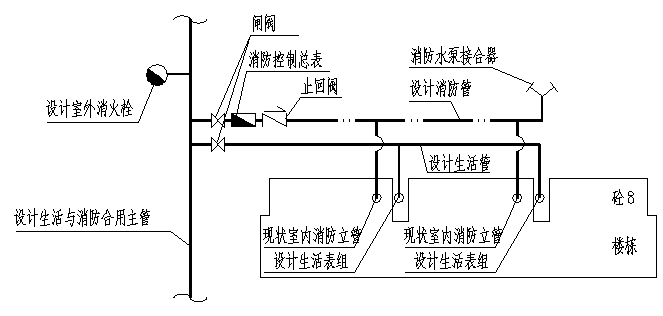 闸阀
消防控制总表
消防水泵接合器
止回阀
设计消防管
设计室外消火栓
设计生活管
砼8
设计生活与消防合用主管
现状室内消防立管
现状室内消防立管
楼栋
设计生活表组
设计生活表组